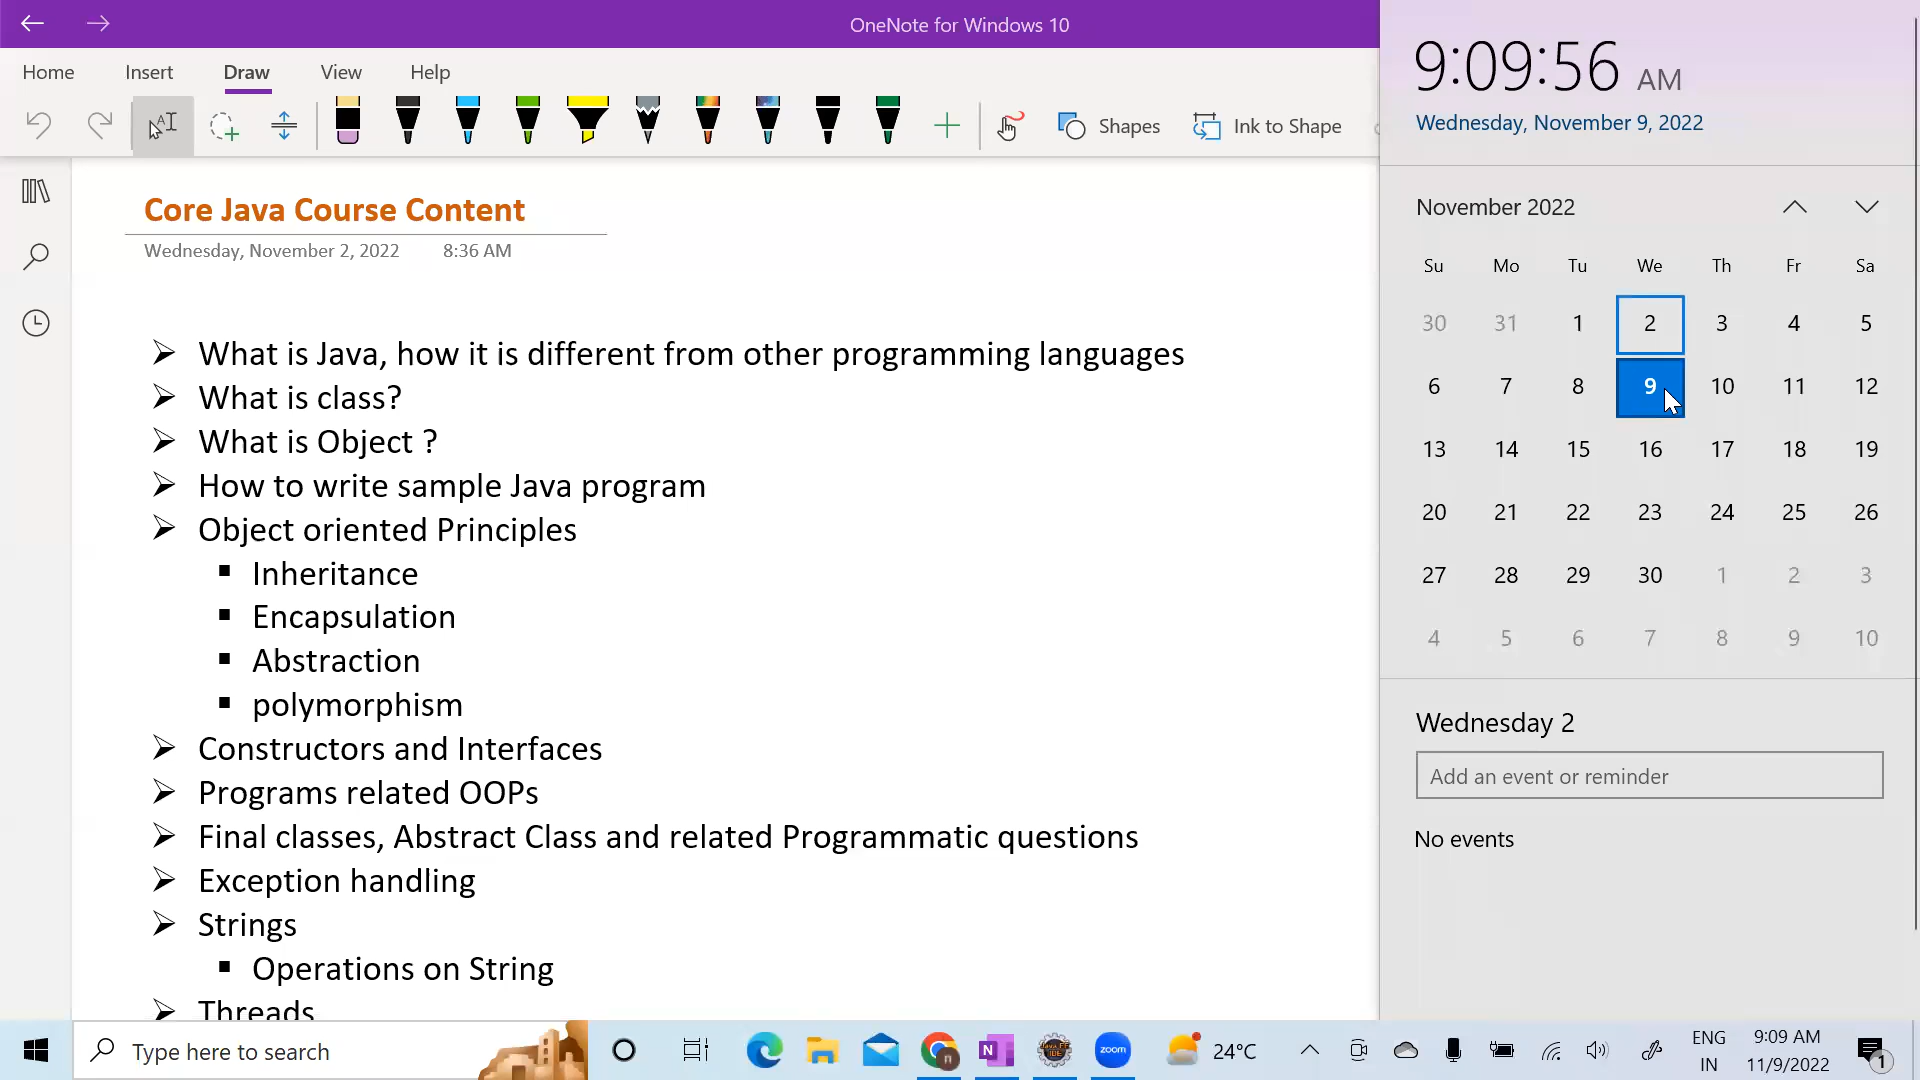 OneNote for Windows 10
Home Insert Draw View Help
Shapes Ink to Shape
Core Java Course Content
Wednesday, November 2, 2022 8:36 AM
What is Java, how it is different from other programming languages
What is class?
What is Object ?
How to write sample Java program
Object oriented Principles
Inheritance
Encapsulation
Abstraction
polymorphism
Constructors and Interfaces
Programs related OOPs
Final classes, Abstract Class and related Programmatic questions
Exception handling
Strings
Operations on String
Threads
9:09:56 AM
Wednesday, November 9, 2022
November 2022
Su Mo Tu We Th Fr Sa
30 31 1 2 3 4 5
6 7 8 9 10 11 12
13 14 15 16 17 18 19
20 21 22 23 24 25 26
27 28 29 30 1 2 3
4 5 6 7 8 9 10
Wednesday 2
Add an event or reminder
No events
Type here to search
zoom
24°C
ENG
IN
9:09 AM
11/9/2022
1